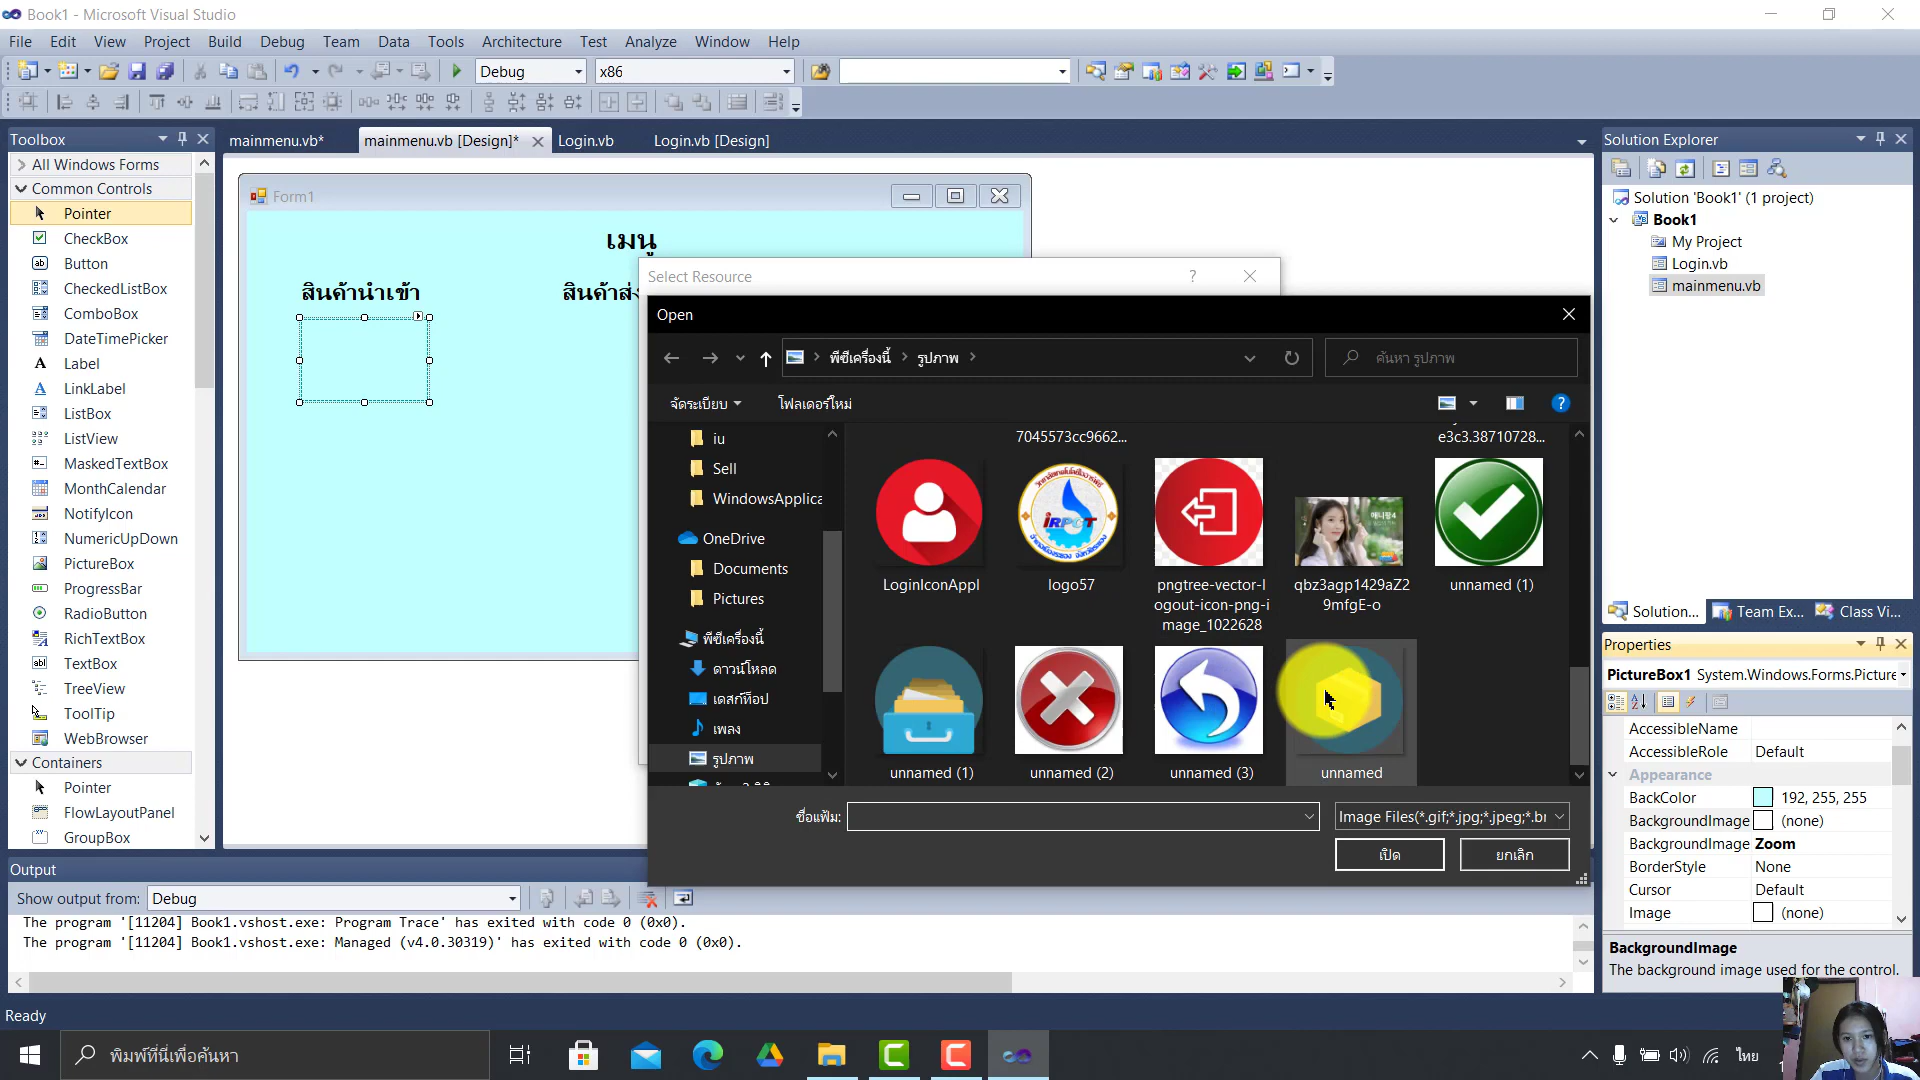 Book1 - Microsoft Visual Studio
File Edit View Project Build Debug Team Data Tools Architecture Test Analyze Window Help
Debug x86
Toolbox
mainmenu.vb* mainmenu.vb [Design]* Login.vb Login.vb [Design]
Solution Explorer
All Windows Forms
Common Controls
Pointer
CheckBox
Button
CheckedListBox
ComboBox
DateTimePicker
Label
LinkLabel
ListBox
ListView
MaskedTextBox
MonthCalendar
NotifyIcon
NumericUpDown
PictureBox
ProgressBar
RadioButton
RichTextBox
TextBox
TreeView
ToolTip
WebBrowser
Containers
Pointer
FlowLayoutPanel
GroupBox
Form1
เมนู
สินค้านำเข้า
สินค้าส่ง
Select Resource
Open
พีซีเครื่องนี้ รูปภาพ
ค้นหา รูปภาพ
จัดระเบียบ โฟลเดอร์ใหม่
iu
Sell
WindowsApplica
OneDrive
Documents
Pictures
พีซีเครื่องนี้
ดาวน์โหลด
เดสก์ท็อป
เพลง
รูปภาพ
7045573cc9662...
e3c3.38710728...
LoginIconAppl
logo57
IRPCT
pngtree-vector-l
ogout-icon-png-i
mage_1022628
qbz3agp1429aZ2
9mfgE-o
unnamed (1)
unnamed (1)
unnamed (2)
unnamed (3)
unnamed
ชื่อแฟ้ม:
Image Files(*.gif;*.jpg;*.jpeg;*.br
เปิด
ยกเลิก
Solution 'Book1' (1 project)
Book1
My Project
Login.vb
mainmenu.vb
Solution... Team Ex... Class Vi...
Properties
PictureBox1 System.Windows.Forms.Picture
AccessibleName
AccessibleRole Default
Appearance
BackColor 192, 255, 255
BackgroundImage (none)
BackgroundImage Zoom
BorderStyle None
Cursor Default
Image (none)
BackgroundImage
The background image used for the control.
Output
Show output from: Debug
The program '[11204] Book1.vshost.exe: Program Trace' has exited with code 0 (0x0).
The program '[11204] Book1.vshost.exe: Managed (v4.0.30319)' has exited with code 0 (0x0).
Ready
พิมพ์ที่นี่เพื่อค้นหา
ไทย